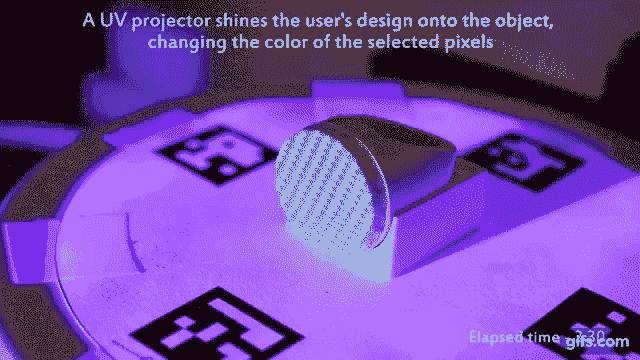 A UV projector shines the user's design onto the object,
changing the color of the selected pixels
Elapsed time
gifs.com